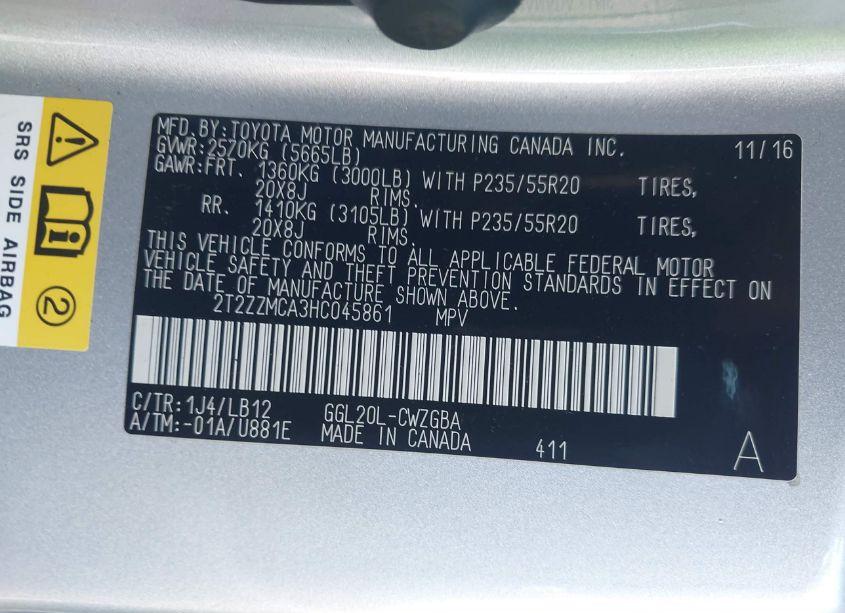 SRS SIDE AIRBAG
2
MFD.BY:TOYOTA MOTOR MANUFACTURING CANADA INC. 11/16
GVWR:2570KG (5665LB)
GAWR:FRT. 1360KG (3000LB) WITH P235/55R20 TIRES,
20X8J RIMS.
RR. 1410KG (3105LB) WITH P235/55R20 TIRES,
20X8J RIMS.
THIS VEHICLE CONFORMS TO ALL APPLICABLE FEDERAL MOTOR
VEHICLE SAFETY AND THEFT PREVENTION STANDARDS IN EFFECT ON
THE DATE OF MANUFACTURE SHOWN ABOVE.
2T2ZZMCA3HC045861 MPV
C/TR:1J4/LB12 GGL20L-CWZGBA
A/TM:-01A/U881E MADE IN CANADA 411 A